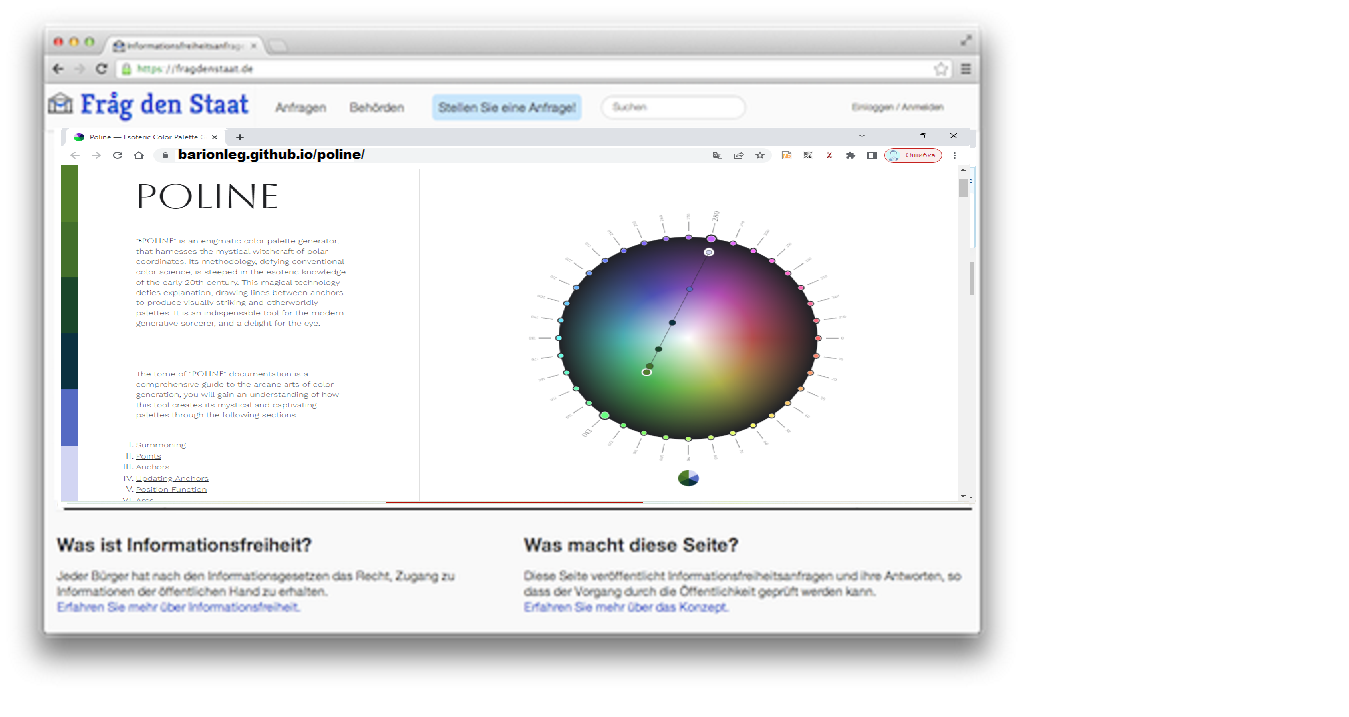 Informationsfreiheitsanfrage
https://fragdenstaat.de
Fråg den Staat
Anfragen
Behörden
Stellen Sie eine Anfrage!
Suchen
Einloggen / Anmelden
Poline — Esoteric Color Palette
barionleg.github.io/poline/
POLINE
"POLINE" is an enigmatic color palette generator
that harnesses the mystical witchcraft of polar
coordinates. Its methodology, defying conventional
color science, is steeped in the esoteric knowledge
of the early 20th century. This magical technology
defies explanation, drawing lines between anchors
to produce visually striking and otherworldly
palettes. It is an indispensable tool for the modern
generative sorcerer, and a delight for the eye.
The tome of "POLINE" documentation is a
comprehensive guide to the arcane arts of color
generation, you will gain an understanding of how
this tool creates its mystical and captivating
palettes through the following sections
I. Summoning
II. Points
III. Anchors
IV. Updating Anchors
V. Position Function
VI. Arcs
Was ist Informationsfreiheit?
Jeder Bürger hat nach den Informationsgesetzen das Recht, Zugang zu
Informationen der öffentlichen Hand zu erhalten.
Erfahren Sie mehr über Informationsfreiheit.
Was macht diese Seite?
Diese Seite veröffentlicht Informationsfreiheitsanfragen und ihre Antworten, so
dass der Vorgang durch die Öffentlichkeit geprüft werden kann.
Erfahren Sie mehr über das Konzept.